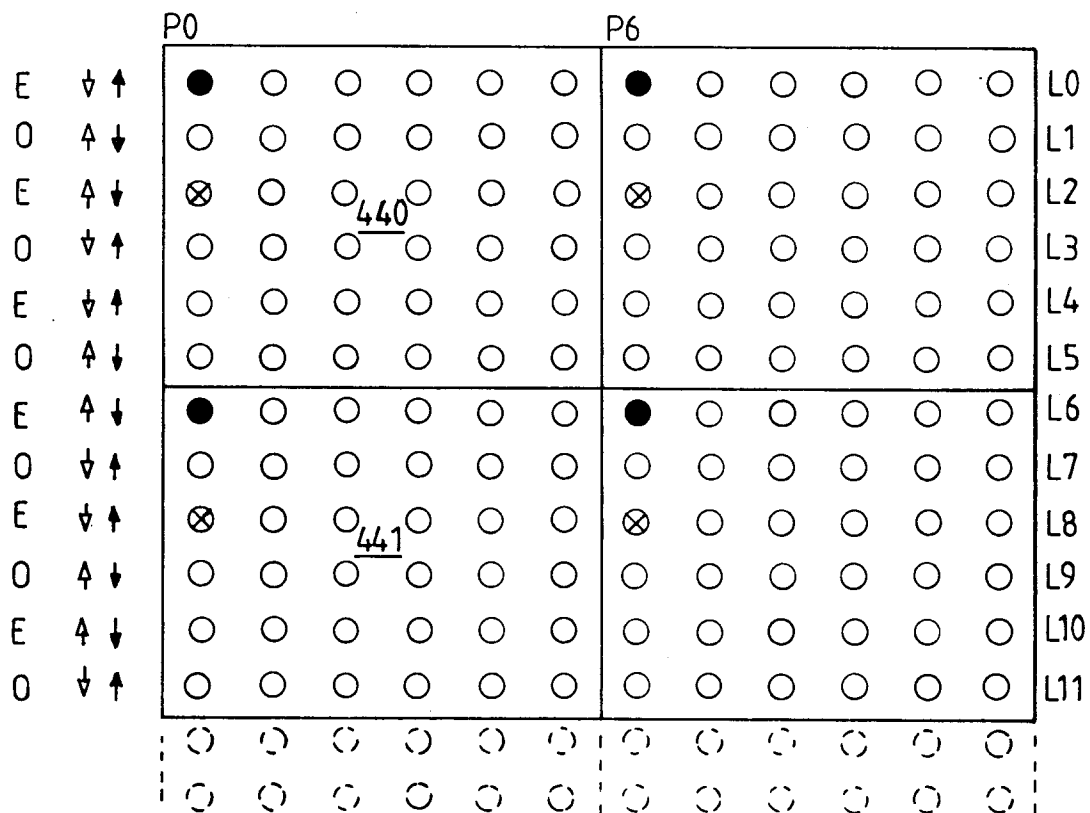 P0 P6
E L0
O L1
E L2
440
O L3
E L4
O L5
E L6
O L7
E L8
441
O L9
E L10
O L11